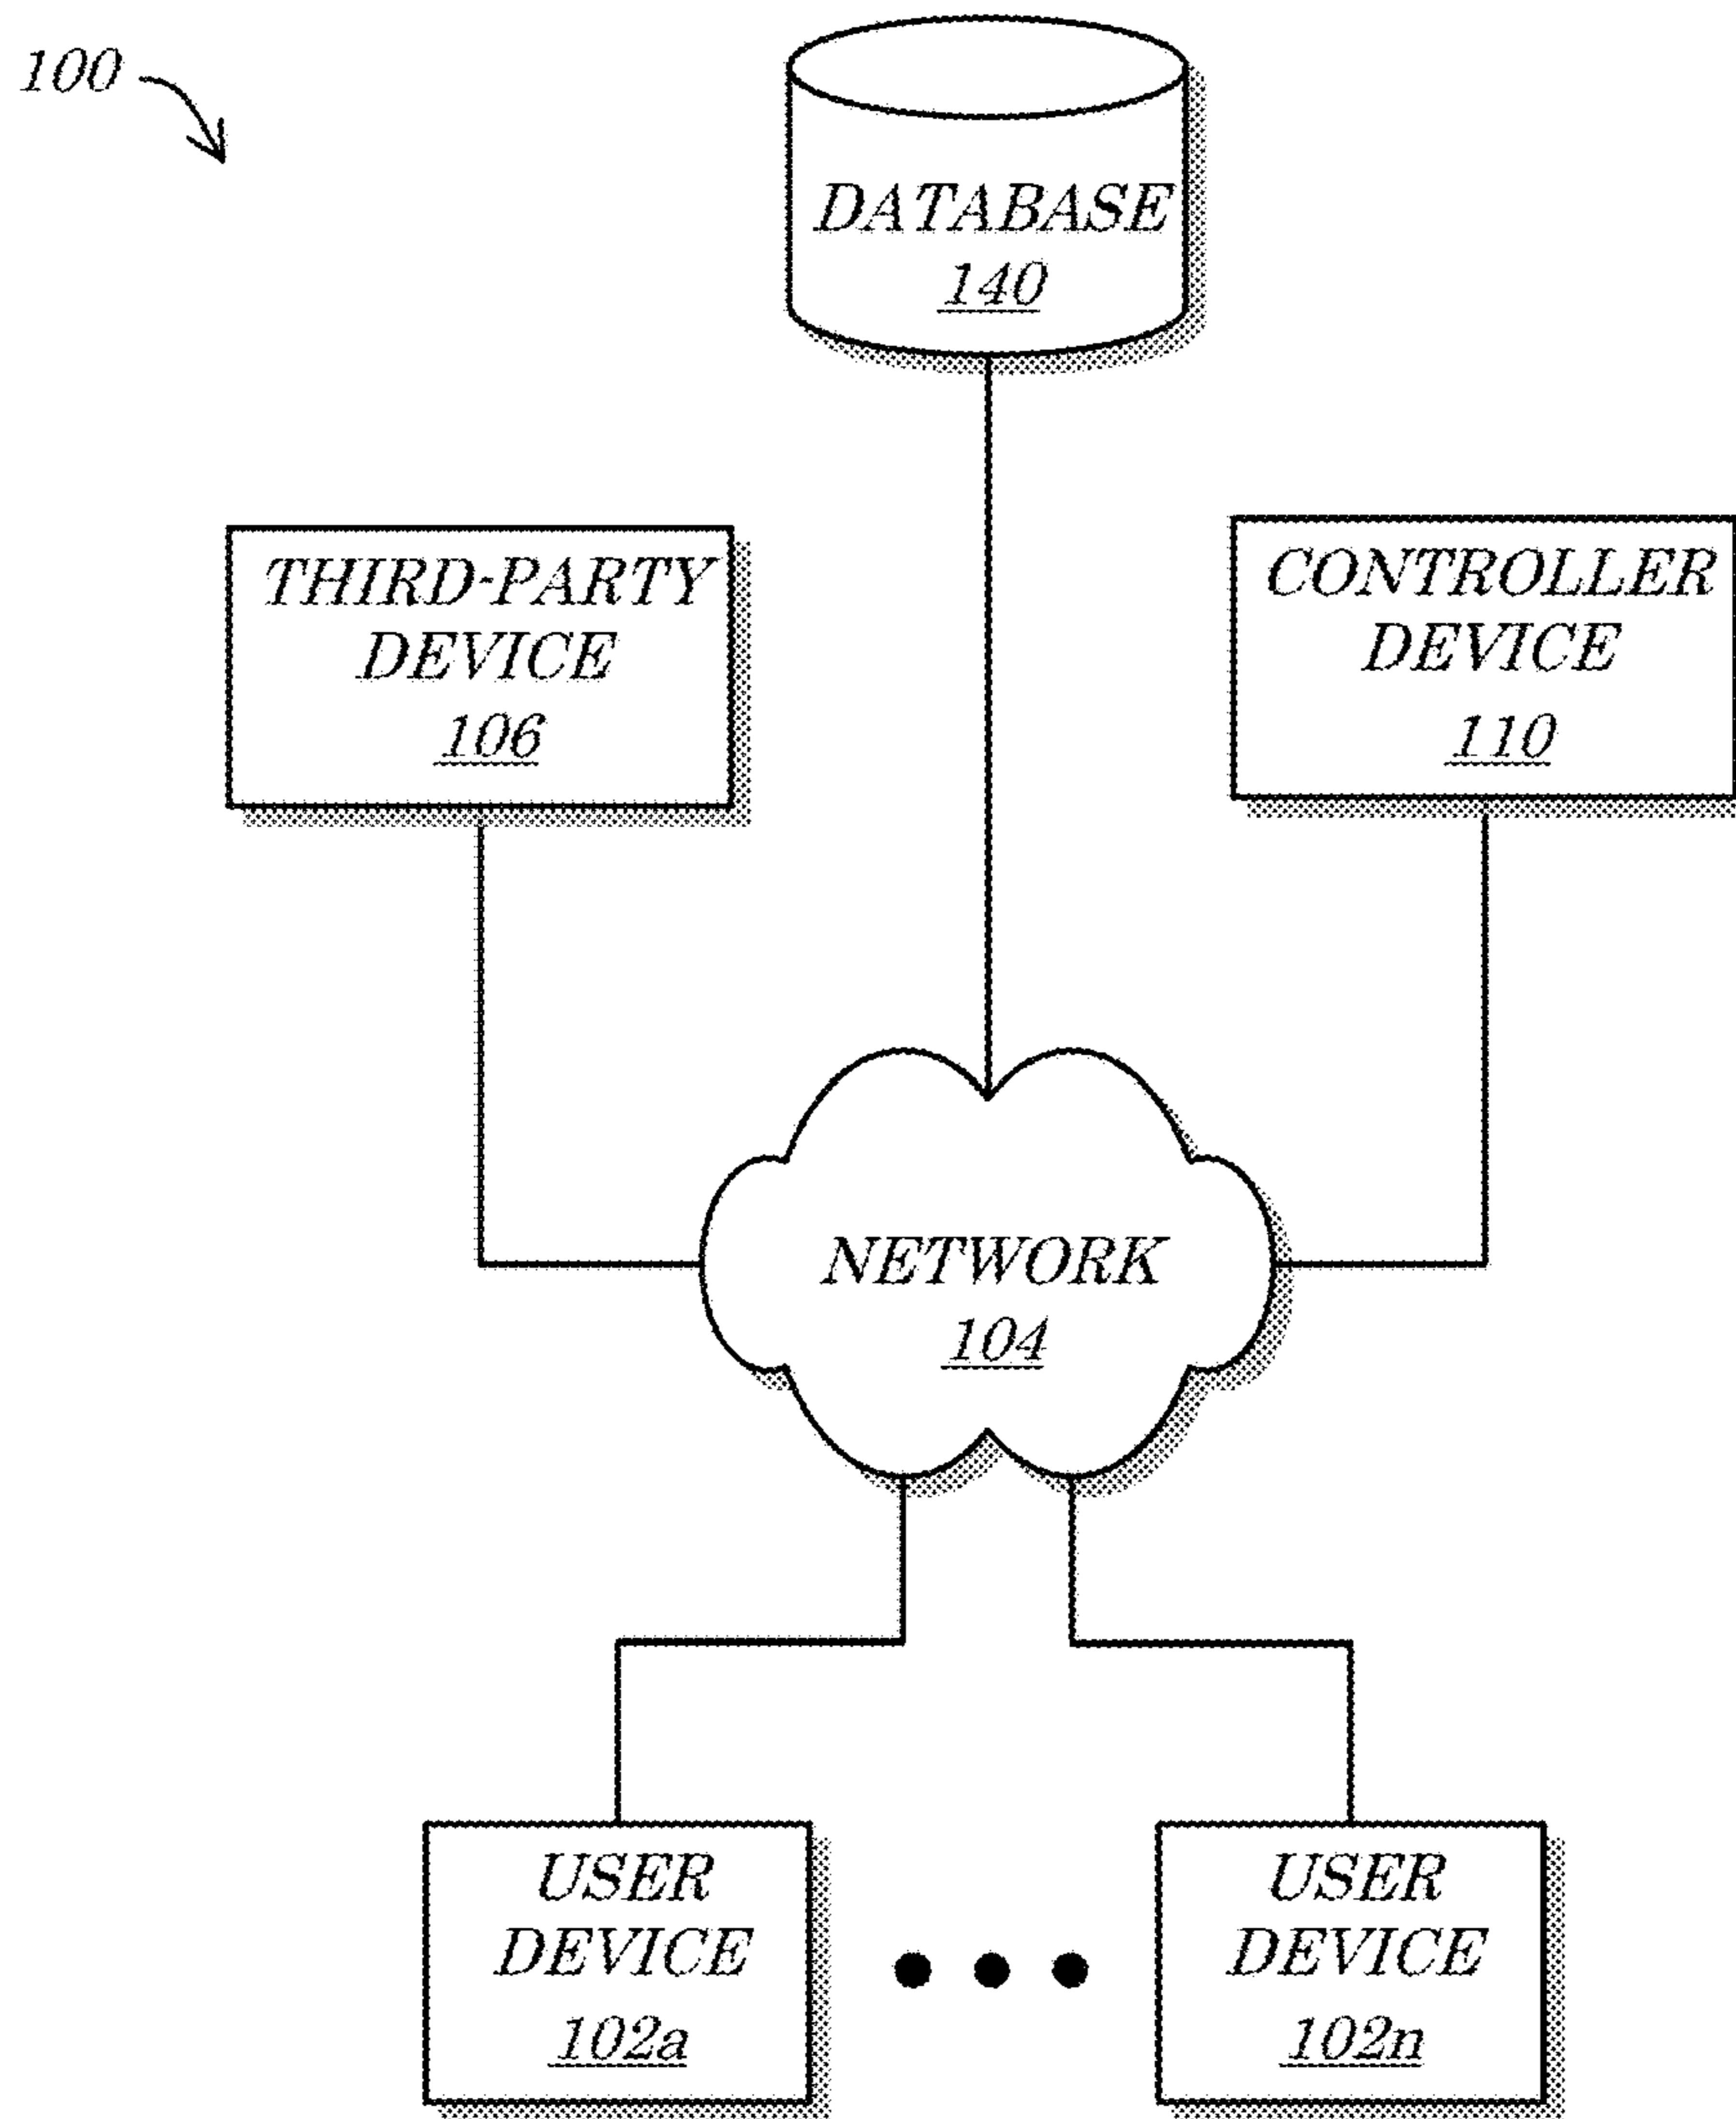 100
DATABASE
140
THIRD-PARTY
DEVICE
106
CONTROLLER
DEVICE
110
NETWORK
104
USER
DEVICE
102a
USER
DEVICE
102n